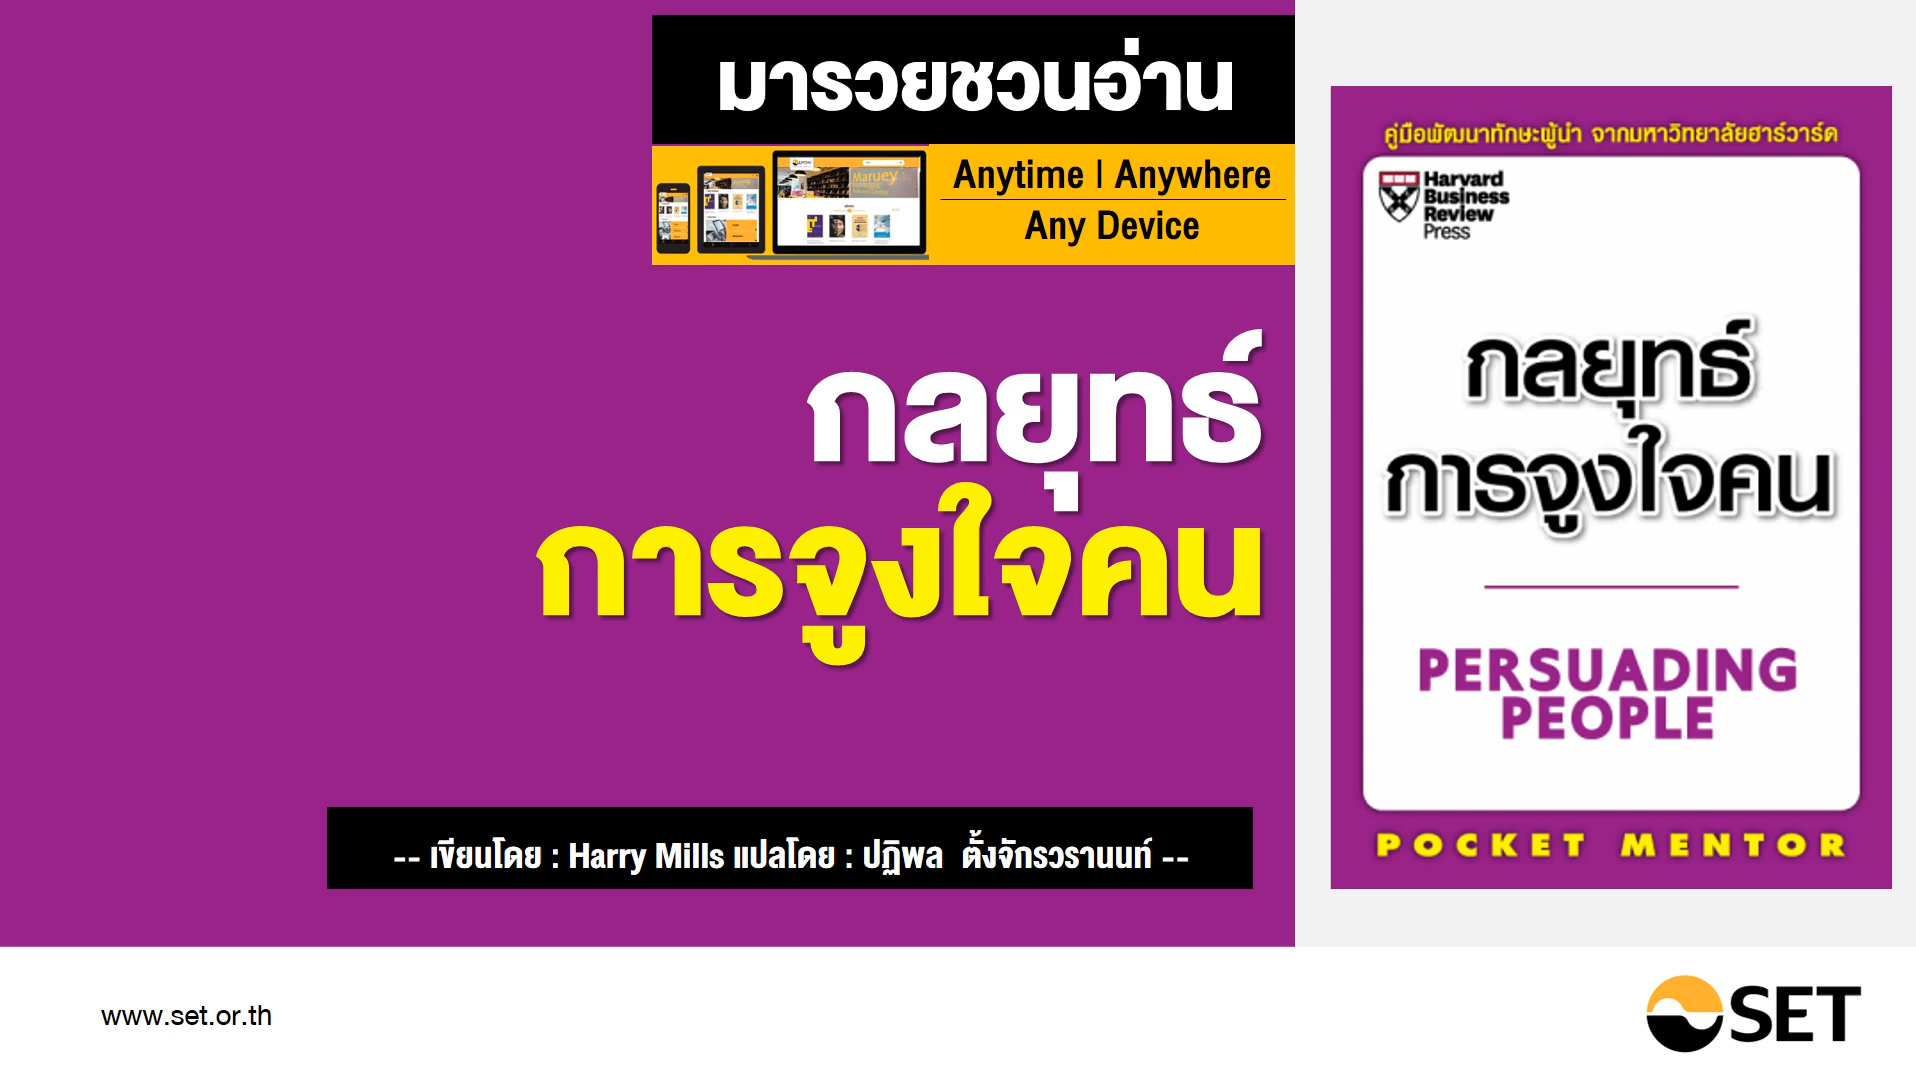 มารวยชวนอ่าน
Anytime | Anywhere
Any Device
Maruey
กลยุทธ์
การจูงใจคน
-- เขียนโดย : Harry Mills แปลโดย : ปฏิพล ตั้งจักรวรานนท์ --
คู่มือพัฒนาทักษะผู้นำ จากมหาวิทยาลัยฮาร์วาร์ด
Harvard
Business
Review
Press
กลยุทธ์
การจูงใจคน
PERSUADING
PEOPLE
POCKET MENTOR
www.set.or.th
SET